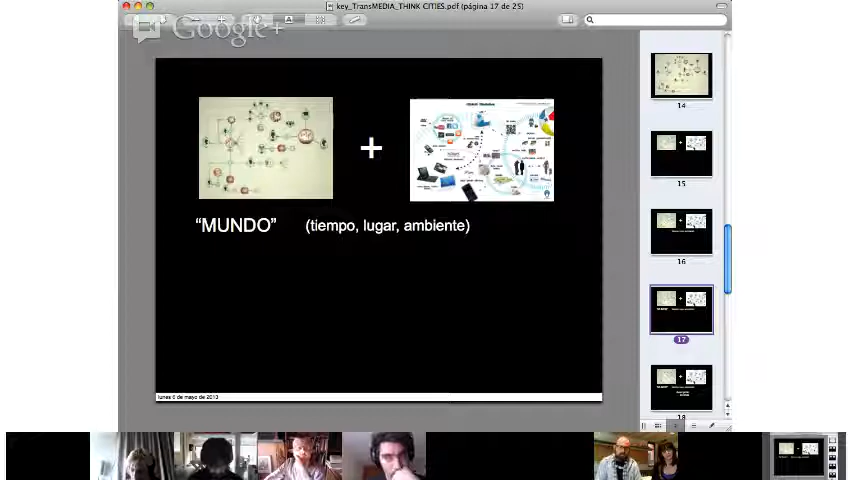 key_TransMEDIA_THINK CITIES.pdf (página 17 de 25)
Google+
+
“MUNDO” (tiempo, lugar, ambiente)
lunes 6 de mayo de 2013
14
15
16
17
18